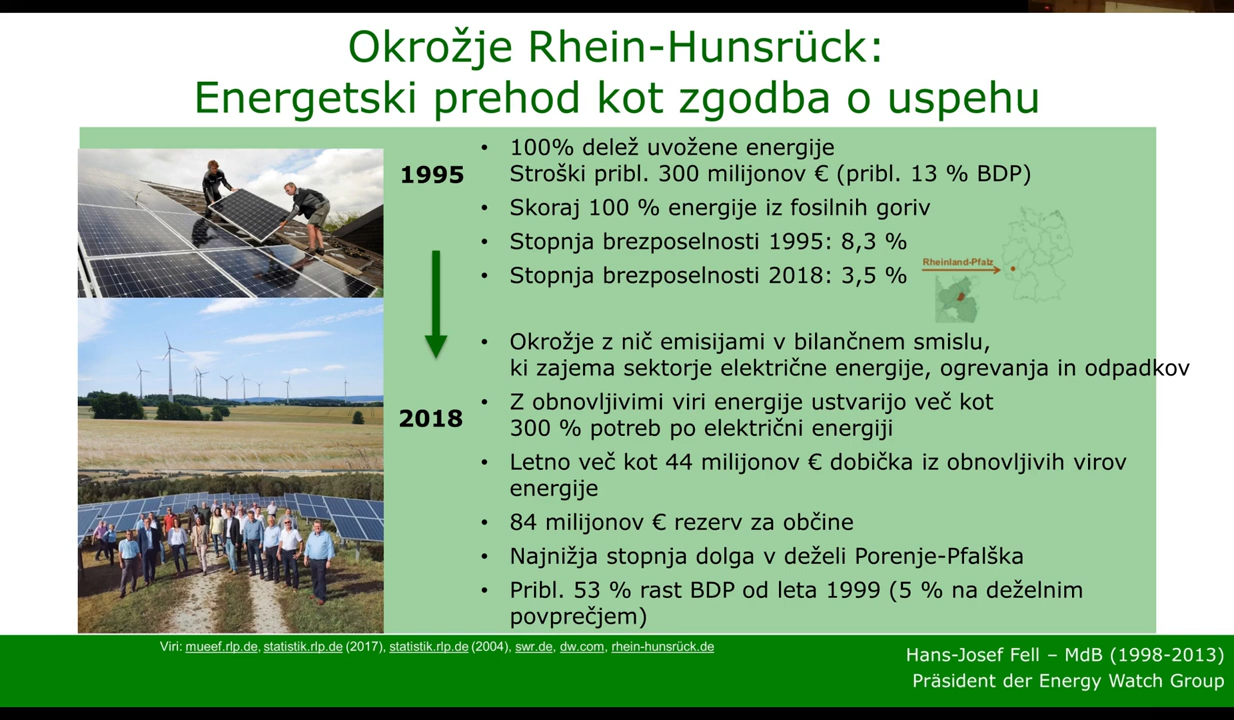 Okrožje Rhein-Hunsrück:
Energetski prehod kot zgodba o uspehu
1995
• 100% delež uvožene energije
Stroški pribl. 300 milijonov € (pribl. 13 % BDP)
• Skoraj 100 % energije iz fosilnih goriv
• Stopnja brezposelnosti 1995: 8,3 %
• Stopnja brezposelnosti 2018: 3,5 %
Rheinland-Pfalz
2018
• Okrožje z nič emisijami v bilančnem smislu,
ki zajema sektorje električne energije, ogrevanja in odpadkov
• Z obnovljivimi viri energije ustvarijo več kot
300 % potreb po električni energiji
• Letno več kot 44 milijonov € dobička iz obnovljivih virov
energije
• 84 milijonov € rezerv za občine
• Najnižja stopnja dolga v deželi Porenje-Pfalška
• Pribl. 53 % rast BDP od leta 1999 (5 % na deželnim
povprečjem)
Viri: mueef.rlp.de, statistik.rlp.de (2017), statistik.rlp.de (2004), swr.de, dw.com, rhein-hunsrück.de
Hans-Josef Fell – MdB (1998-2013)
Präsident der Energy Watch Group